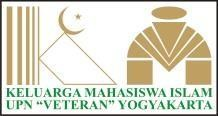 KELUARGA MAHASISWA ISLAM
UPN "VETERAN" YOGYAKARTA